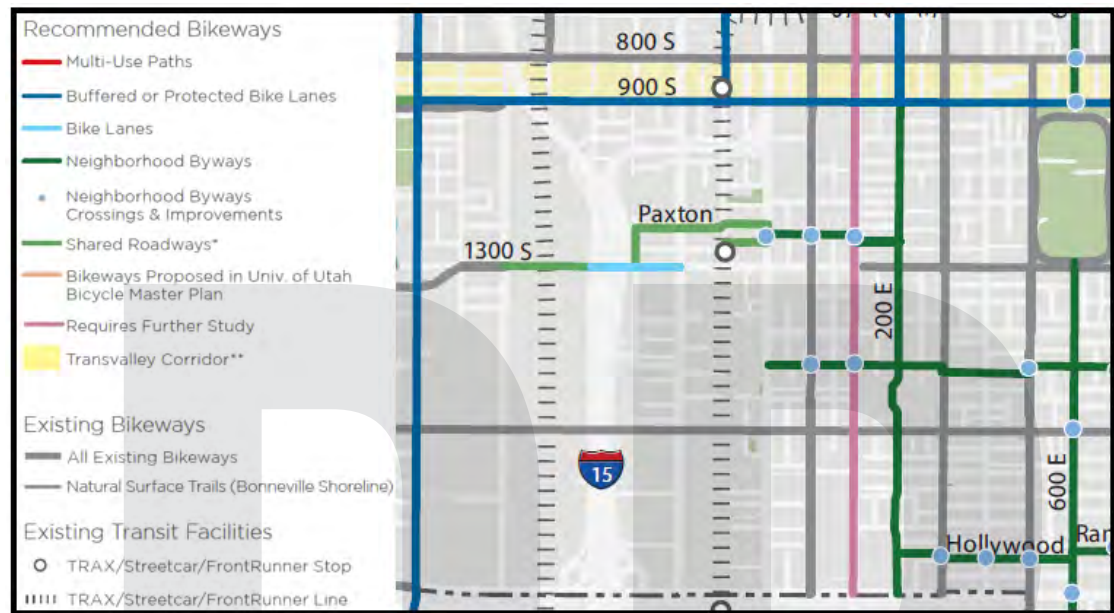 Recommended Bikeways
Multi-Use Paths
Buffered or Protected Bike Lanes
Bike Lanes
Neighborhood Byways
Neighborhood Byways
Crossings & Improvements
Shared Roadways*
Bikeways Proposed in Univ. of Utah
Bicycle Master Plan
Requires Further Study
Transvalley Corridor**
Existing Bikeways
All Existing Bikeways
Natural Surface Trails (Bonneville Shoreline)
Existing Transit Facilities
TRAX/Streetcar/FrontRunner Stop
TRAX/Streetcar/FrontRunner Line
800 S
900 S
Paxton
1300 S
200 E
15
600 E
Hollywood